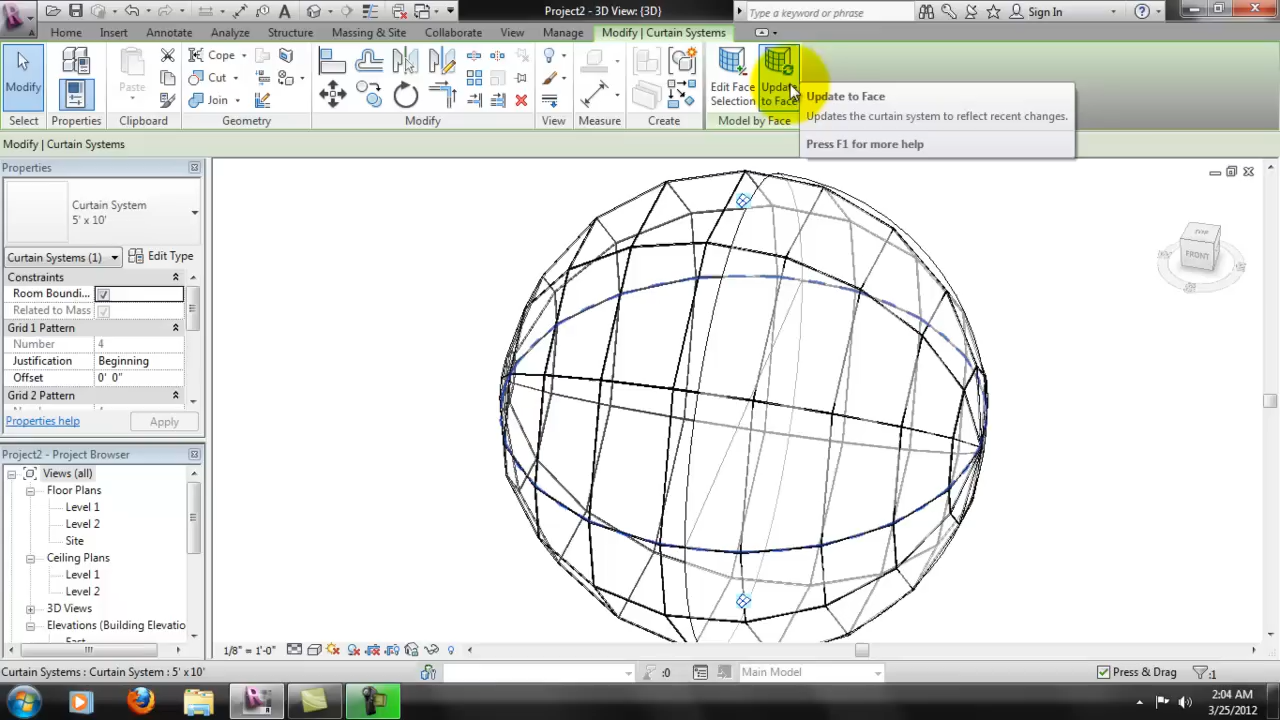 Project2 - 3D View: {3D}
Type a keyword or phrase
Sign In
Home Insert Annotate Analyze Structure Massing & Site Collaborate View Manage Modify | Curtain Systems
Modify
Paste
Cope
Cut
Join
Edit Face
Selection
Update
to Face
Select Properties Clipboard Geometry Modify View Measure Create Model by Face
Update to Face
Updates the curtain system to reflect recent changes.
Press F1 for more help
Modify | Curtain Systems
Properties
Curtain System
5' x 10'
Curtain Systems (1)
Edit Type
Constraints
Room Boundi...
Related to Mass
Grid 1 Pattern
Number 4
Justification Beginning
Offset 0' 0"
Grid 2 Pattern
Properties help
Apply
Project2 - Project Browser
Views (all)
Floor Plans
Level 1
Level 2
Site
Ceiling Plans
Level 1
Level 2
3D Views
Elevations (Building Elevatio
East
TOP
FRONT
1/8" = 1'-0"
Curtain Systems : Curtain System : 5' x 10'
:0
Main Model
Press & Drag
:1
2:04 AM
3/25/2012